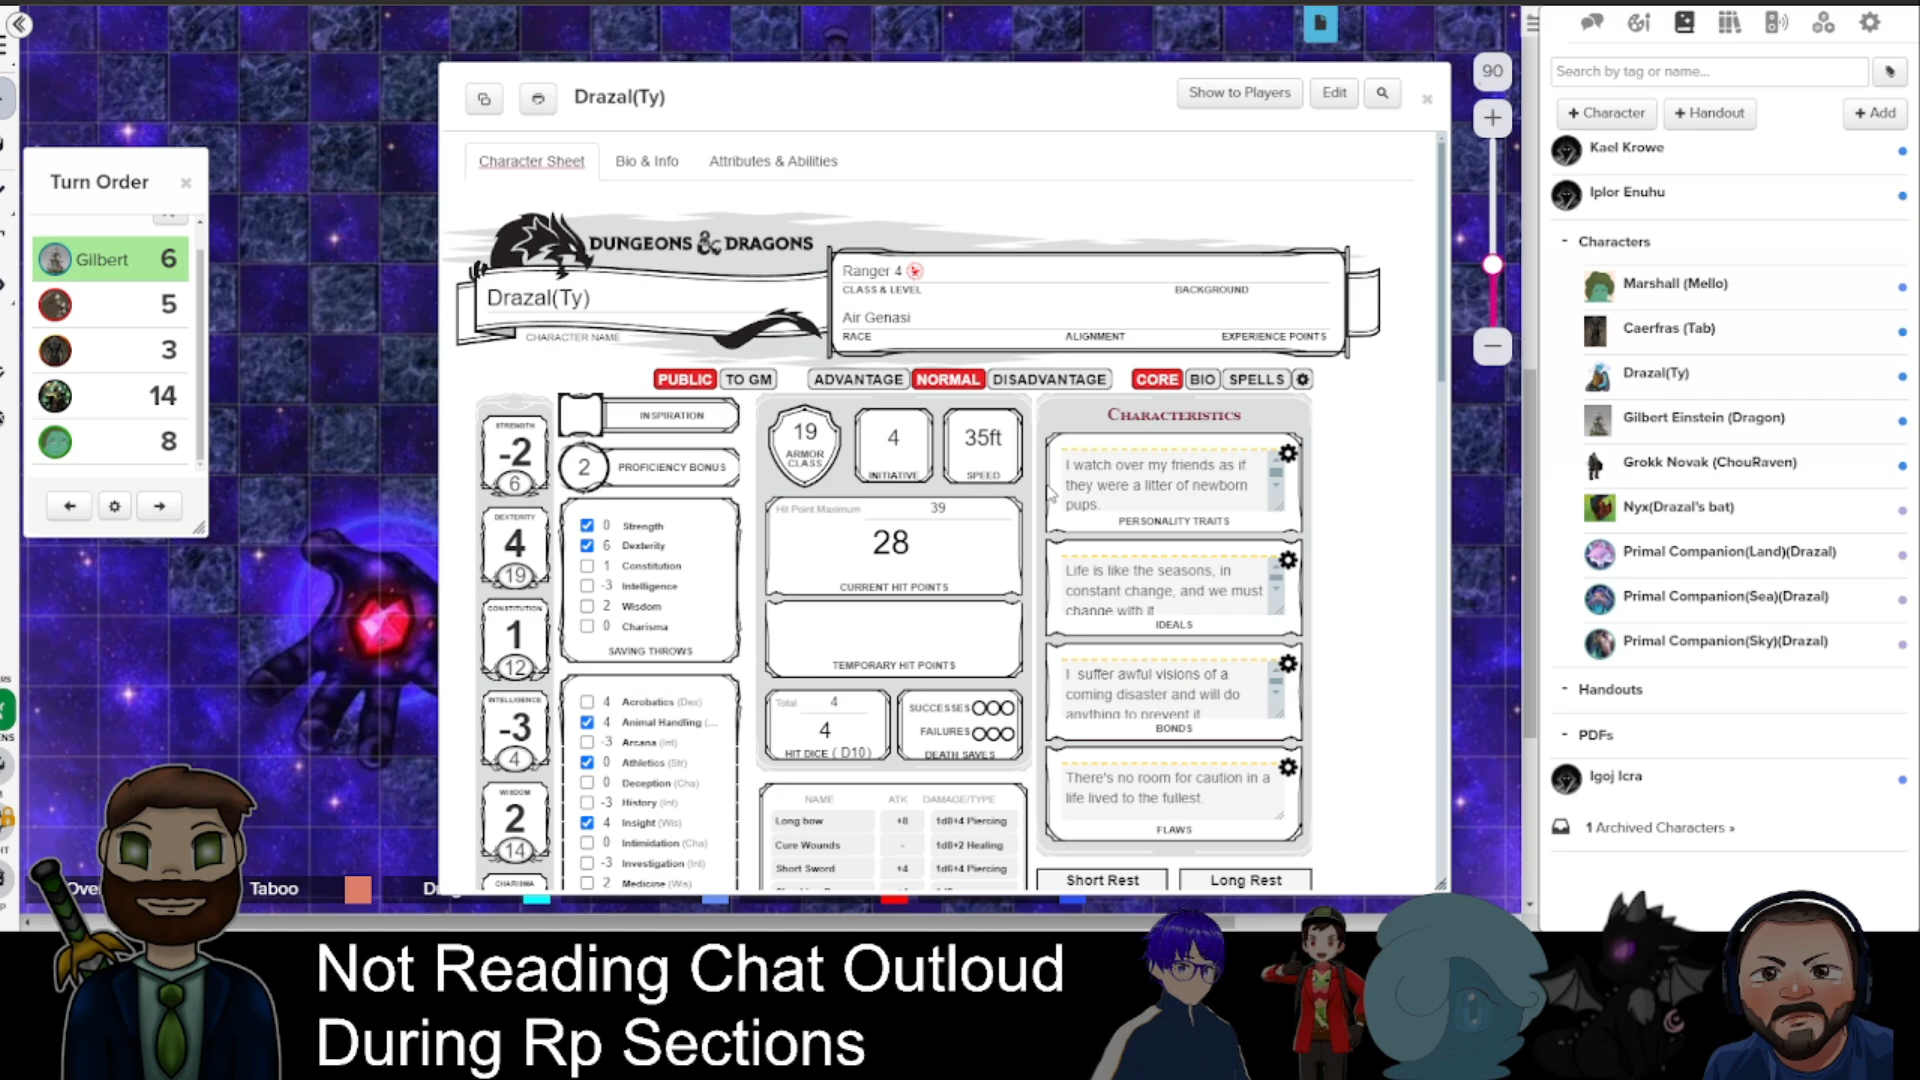 Turn Order
Gilbert 6
5
3
14
8
Drazal(Ty)
Show to Players
Edit
Character Sheet
Bio & Info
Attributes & Abilities
DUNGEONS & DRAGONS
Drazal(Ty)
CHARACTER NAME
Ranger 4
CLASS & LEVEL
BACKGROUND
Air Genasi
RACE
ALIGNMENT
EXPERIENCE POINTS
PUBLIC TO GM
ADVANTAGE NORMAL DISADVANTAGE
CORE BIO SPELLS
STRENGTH
-2
6
DEXTERITY
4
19
CONSTITUTION
1
12
INTELLIGENCE
-3
4
WISDOM
2
14
CHARISMA
INSPIRATION
2 PROFICIENCY BONUS
0 Strength
6 Dexterity
1 Constitution
-3 Intelligence
2 Wisdom
0 Charisma
SAVING THROWS
4 Acrobatics (Dex)
4 Animal Handling (...
-3 Arcana (Int)
0 Athletics (Str)
0 Deception (Cha)
-3 History (Int)
4 Insight (Wis)
0 Intimidation (Cha)
-3 Investigation (Int)
2 Medicine (Wis)
19
ARMOR
CLASS
4
INITIATIVE
35ft
SPEED
Hit Point Maximum 39
28
CURRENT HIT POINTS
TEMPORARY HIT POINTS
Total 4
4
HIT DICE ( D10)
SUCCESSES
FAILURES
DEATH SAVES
NAME ATK DAMAGE/TYPE
Long bow +8 1d8+4 Piercing
Cure Wounds - 1d8+2 Healing
Short Sword +4 1d6+4 Piercing
CHARACTERISTICS
I watch over my friends as if
they were a litter of newborn
pups.
PERSONALITY TRAITS
Life is like the seasons, in
constant change, and we must
change with it
IDEALS
I suffer awful visions of a
coming disaster and will do
anything to prevent it
BONDS
There's no room for caution in a
life lived to the fullest.
FLAWS
Short Rest
Long Rest
90
Search by tag or name...
+ Character
+ Handout
+ Add
Kael Krowe
Iplor Enuhu
- Characters
Marshall (Mello)
Caerfras (Tab)
Drazal(Ty)
Gilbert Einstein (Dragon)
Grokk Novak (ChouRaven)
Nyx(Drazal's bat)
Primal Companion(Land)(Drazal)
Primal Companion(Sea)(Drazal)
Primal Companion(Sky)(Drazal)
- Handouts
- PDFs
Igoj Icra
1 Archived Characters »
Taboo
Not Reading Chat Outloud
During Rp Sections